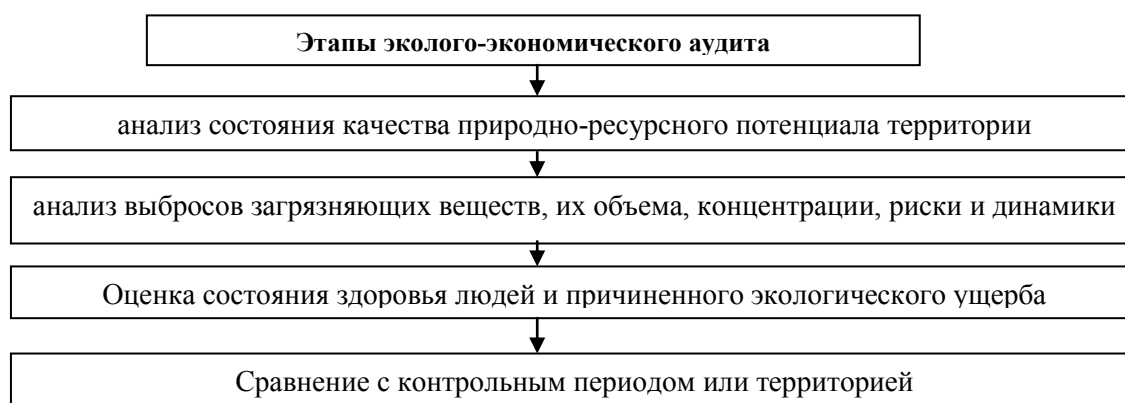 Этапы эколого-экономического аудита
анализ состояния качества природно-ресурсного потенциала территории
анализ выбросов загрязняющих веществ, их объема, концентрации, риски и динамики
Оценка состояния здоровья людей и причиненного экологического ущерба
Сравнение с контрольным периодом или территорией